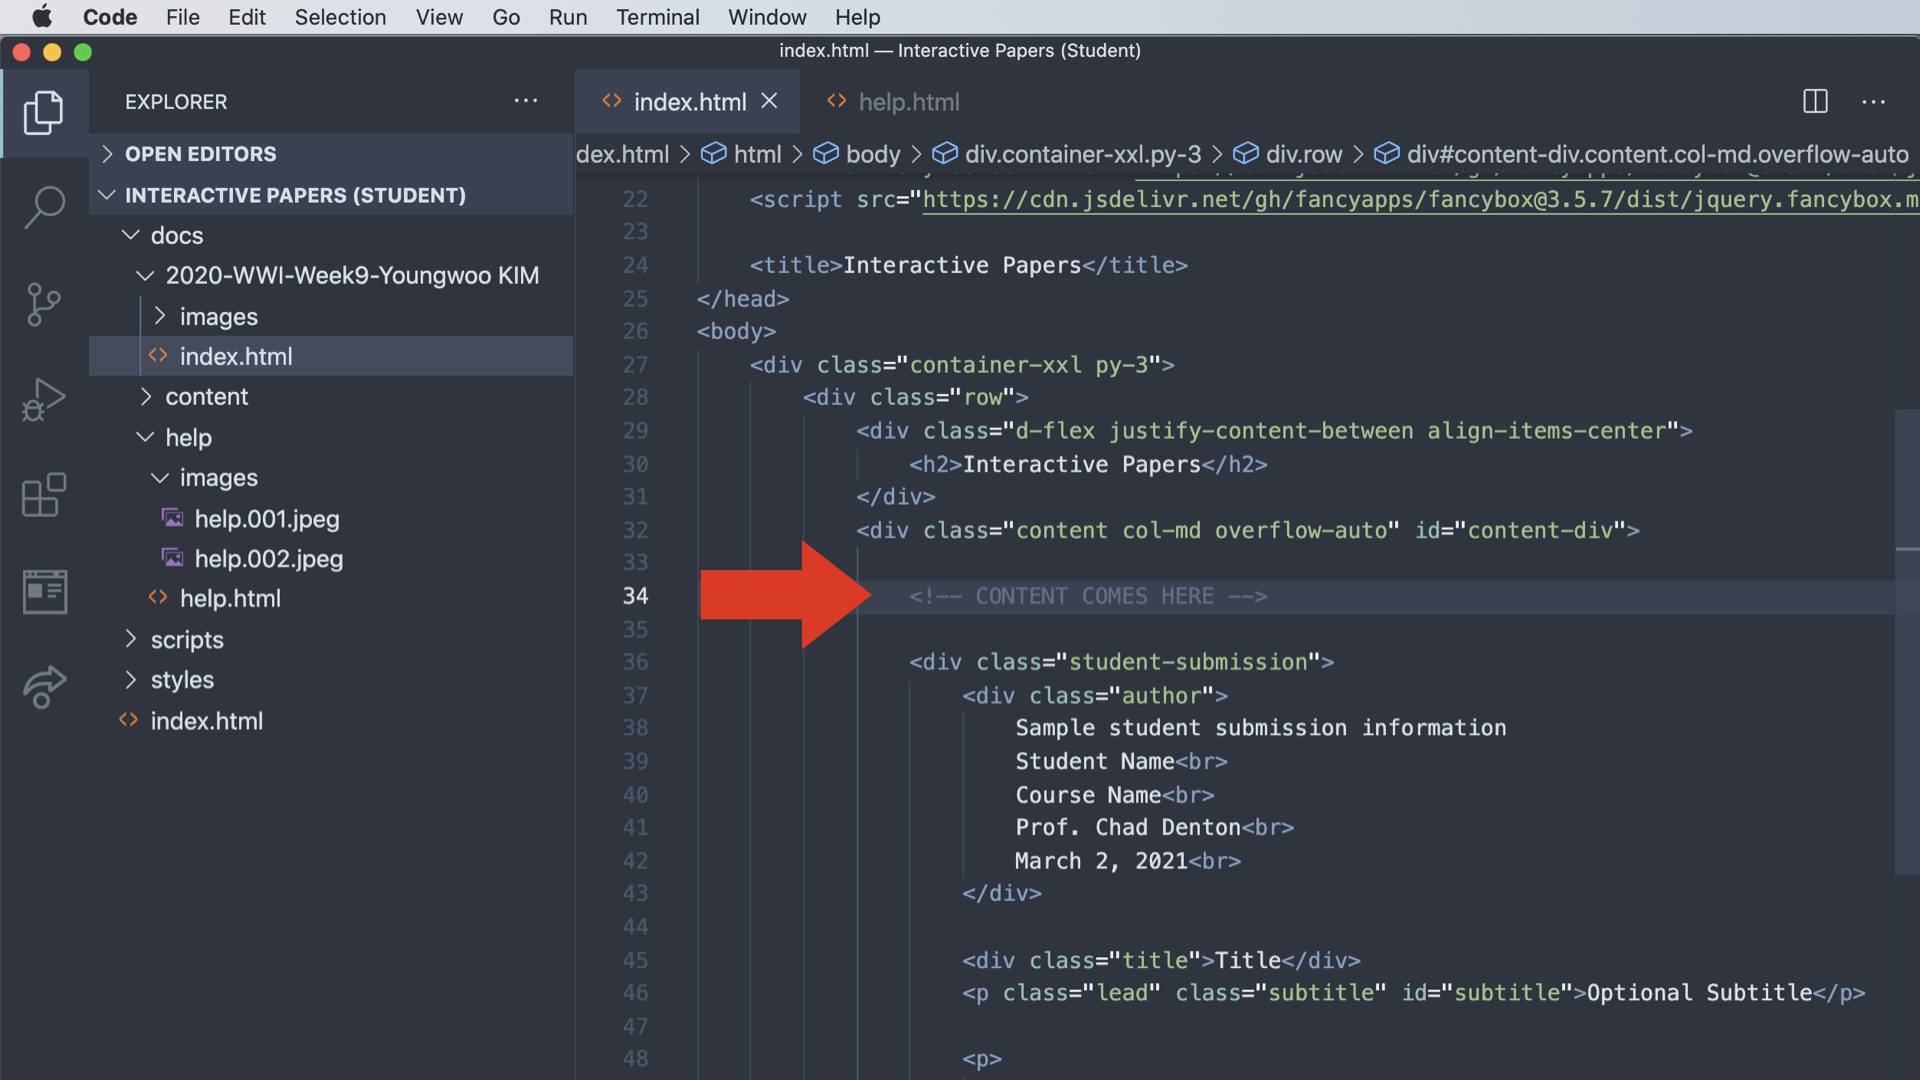 Code File Edit Selection View Go Run Terminal Window Help
index.html — Interactive Papers (Student)
EXPLORER ···
OPEN EDITORS
INTERACTIVE PAPERS (STUDENT)
docs
2020-WWI-Week9-Youngwoo KIM
images
index.html
content
help
images
help.001.jpeg
help.002.jpeg
help.html
scripts
styles
index.html
index.html help.html ···
dex.html > html > body > div.container-xxl.py-3 > div.row > div#content-div.content.col-md.overflow-auto
22 <script src="https://cdn.jsdelivr.net/gh/fancyapps/fancybox@3.5.7/dist/jquery.fancybox.m
23
24 <title>Interactive Papers</title>
25 </head>
26 <body>
27 <div class="container-xxl py-3">
28 <div class="row">
29 <div class="d-flex justify-content-between align-items-center">
30 <h2>Interactive Papers</h2>
31 </div>
32 <div class="content col-md overflow-auto" id="content-div">
33
34 <!-- CONTENT COMES HERE -->
35
36 <div class="student-submission">
37 <div class="author">
38 Sample student submission information
39 Student Name<br>
40 Course Name<br>
41 Prof. Chad Denton<br>
42 March 2, 2021<br>
43 </div>
44
45 <div class="title">Title</div>
46 <p class="lead" class="subtitle" id="subtitle">Optional Subtitle</p>
47
48 <p>